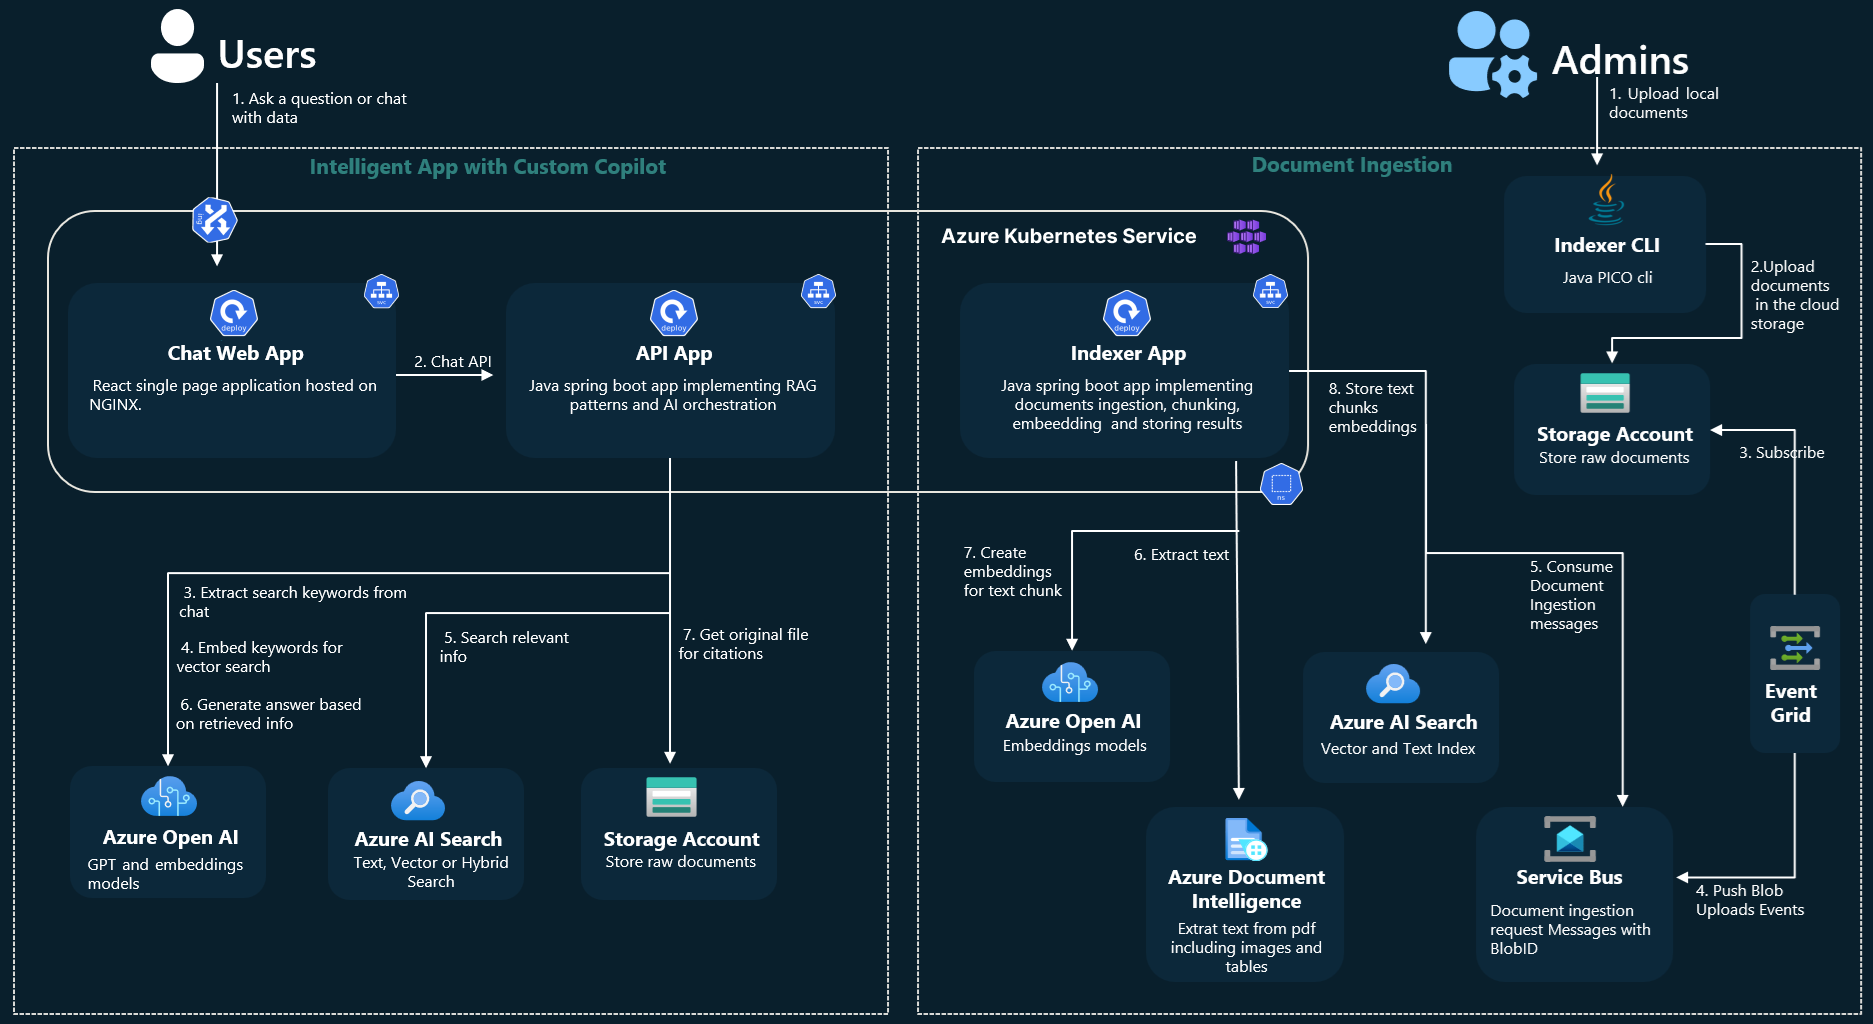 Users
1. Ask a question or chat
with data
Admins
1. Upload local
documents
Intelligent App with Custom Copilot
ing
Azure Kubernetes Service
svc
deploy
Chat Web App
React single page application hosted on
NGINX.
2. Chat API
svc
deploy
API App
Java spring boot app implementing RAG
patterns and AI orchestration
3. Extract search keywords from
chat
4. Embed keywords for
vector search
6. Generate answer based
on retrieved info
5. Search relevant
info
7. Get original file
for citations
Azure Open AI
GPT and embeddings
models
Azure AI Search
Text, Vector or Hybrid
Search
Storage Account
Store raw documents
Document Ingestion
Indexer CLI
Java PICO cli
2.Upload
documents
in the cloud
storage
svc
deploy
Indexer App
Java spring boot app implementing
documents ingestion, chunking,
embeedding and storing results
ns
8. Store text
chunks
embeddings
Storage Account
Store raw documents
3. Subscribe
7. Create
embeddings
for text chunk
6. Extract text
5. Consume
Document
Ingestion
messages
Azure Open AI
Embeddings models
Azure AI Search
Vector and Text Index
Event
Grid
Azure Document
Intelligence
Extrat text from pdf
including images and
tables
Service Bus
Document ingestion
request Messages with
BlobID
4. Push Blob
Uploads Events